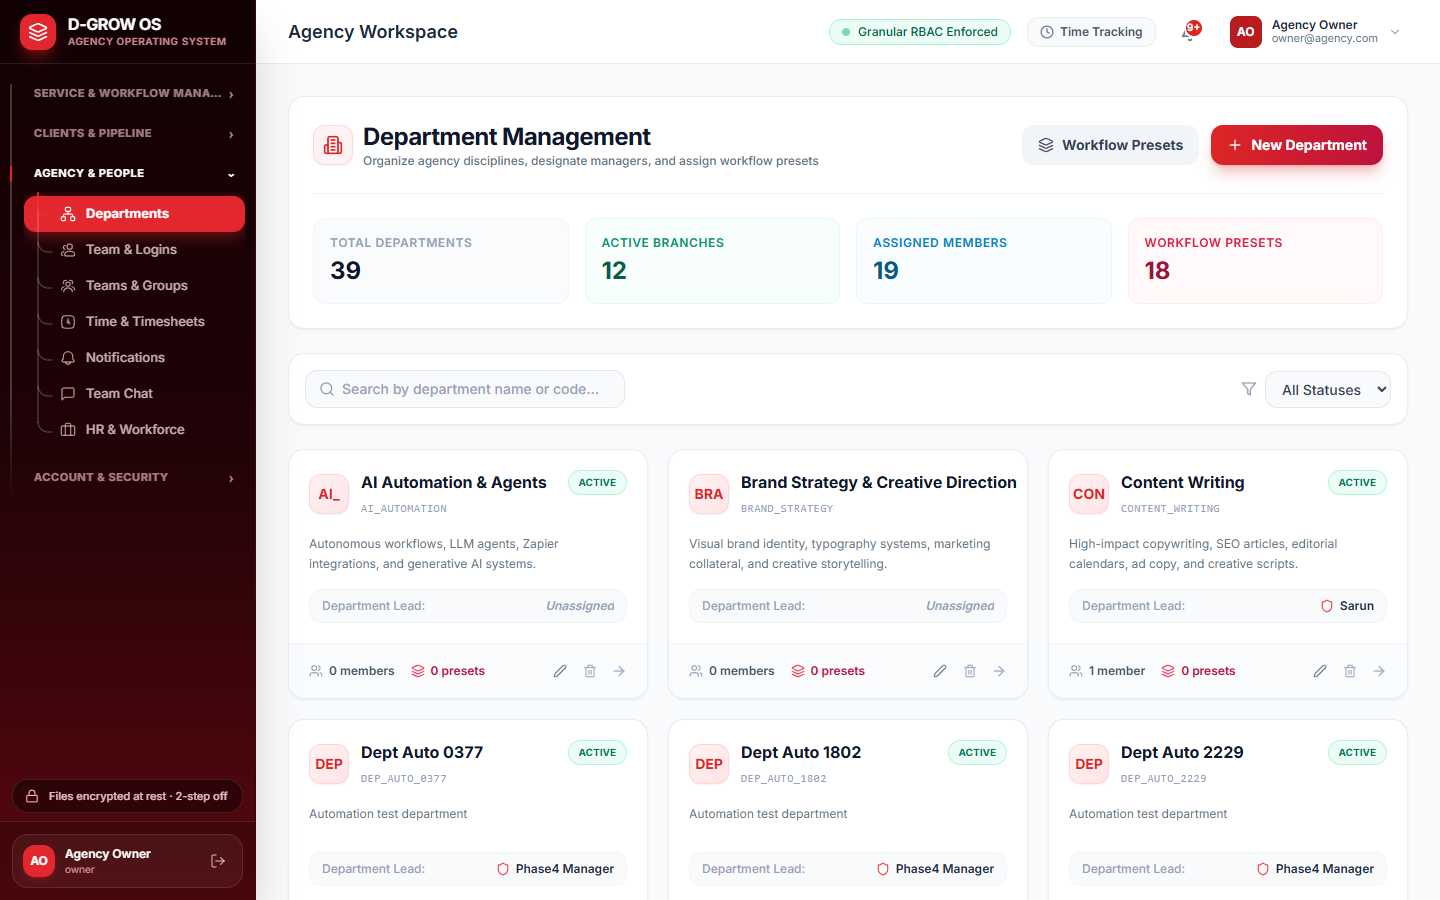 D-GROW OS
AGENCY OPERATING SYSTEM
SERVICE & WORKFLOW MANA...
CLIENTS & PIPELINE
AGENCY & PEOPLE
Departments
Team & Logins
Teams & Groups
Time & Timesheets
Notifications
Team Chat
HR & Workforce
ACCOUNT & SECURITY
Files encrypted at rest · 2-step off
AO
Agency Owner
owner
Agency Workspace
Granular RBAC Enforced
Time Tracking
9+
AO
Agency Owner
owner@agency.com
Department Management
Organize agency disciplines, designate managers, and assign workflow presets
Workflow Presets
New Department
TOTAL DEPARTMENTS
39
ACTIVE BRANCHES
12
ASSIGNED MEMBERS
19
WORKFLOW PRESETS
18
Search by department name or code...
All Statuses
AI_
AI Automation & Agents
ACTIVE
AI_AUTOMATION
Autonomous workflows, LLM agents, Zapier
integrations, and generative AI systems.
Department Lead:
Unassigned
0 members
0 presets
BRA
Brand Strategy & Creative Direction
BRAND_STRATEGY
Visual brand identity, typography systems, marketing
collateral, and creative storytelling.
Department Lead:
Unassigned
0 members
0 presets
CON
Content Writing
ACTIVE
CONTENT_WRITING
High-impact copywriting, SEO articles, editorial
calendars, ad copy, and creative scripts.
Department Lead:
Sarun
1 member
0 presets
DEP
Dept Auto 0377
ACTIVE
DEP_AUTO_0377
Automation test department
Department Lead:
Phase4 Manager
DEP
Dept Auto 1802
ACTIVE
DEP_AUTO_1802
Automation test department
Department Lead:
Phase4 Manager
DEP
Dept Auto 2229
ACTIVE
DEP_AUTO_2229
Automation test department
Department Lead:
Phase4 Manager